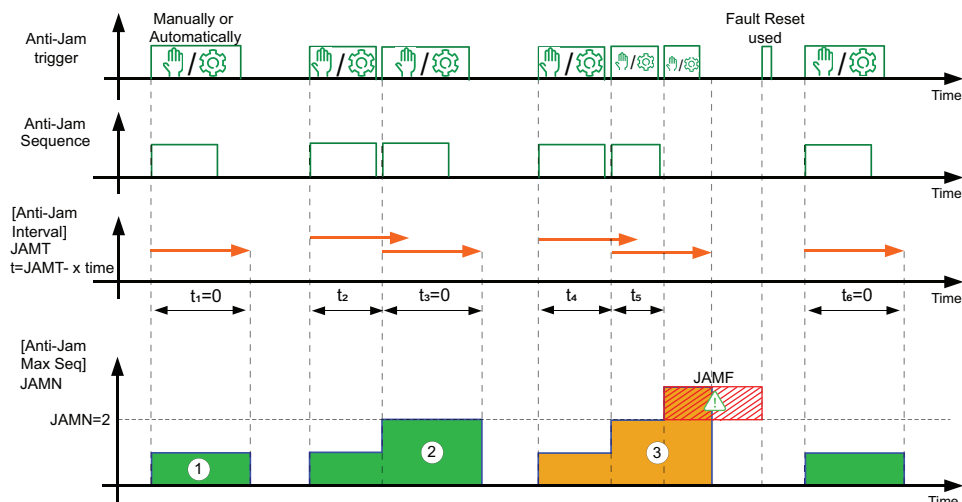 Manually or
Automatically
Fault Reset
used
Anti-Jam
trigger
/
/
/
/
/
/
/
Time
Anti-Jam
Sequence
Time
[Anti-Jam
Interval]
JAMT
t=JAMT- x time
t₁=0
t₂
t₃=0
t₄
t₅
t₆=0
Time
[Anti-Jam
Max Seq]
JAMN
JAMF
!
JAMN=2
1
2
3
Time